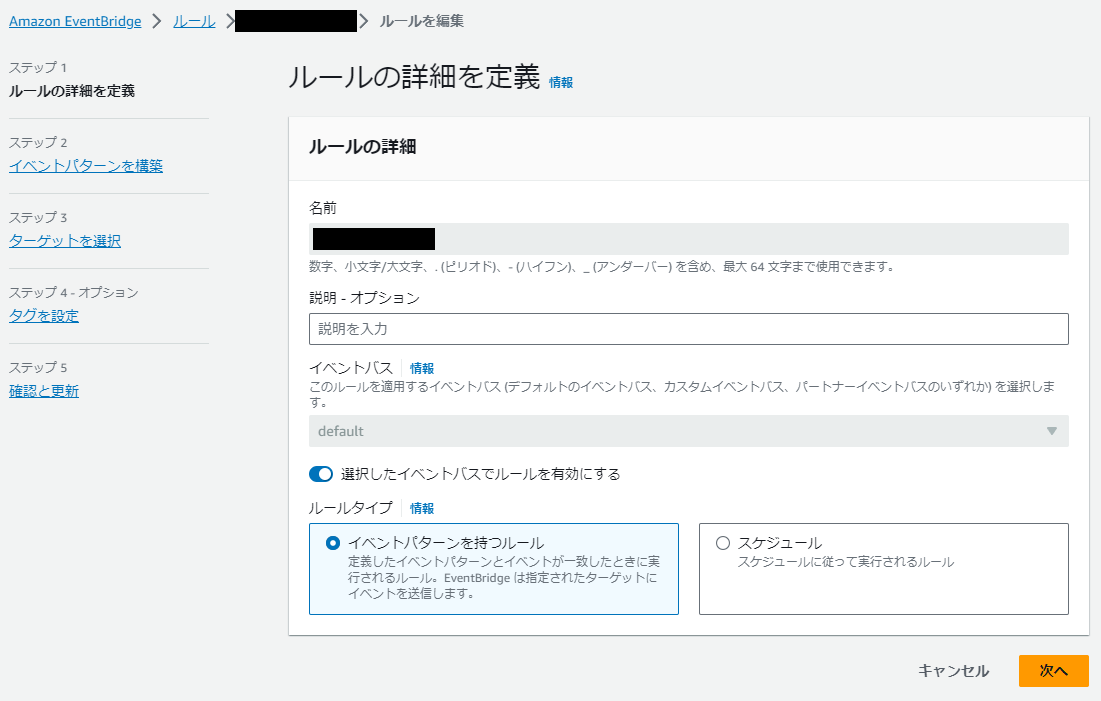 Amazon EventBridge > ルール > > ルールを編集
ステップ 1
ルールの詳細を定義
ステップ 2
イベントパターンを構築
ステップ 3
ターゲットを選択
ステップ 4 - オプション
タグを設定
ステップ 5
確認と更新
ルールの詳細を定義 情報
ルールの詳細
名前
数字、小文字/大文字、. (ピリオド)、- (ハイフン)、_ (アンダーバー) を含め、最大 64 文字まで使用できます。
説明 - オプション
説明を入力
イベントバス 情報
このルールを適用するイベントバス (デフォルトのイベントバス、カスタムイベントバス、パートナーイベントバスのいずれか) を選択しま
す。
default
選択したイベントバスでルールを有効にする
ルールタイプ 情報
イベントパターンを持つルール
定義したイベントパターンとイベントが一致したときに実
行されるルール。EventBridge は指定されたターゲットに
イベントを送信します。
スケジュール
スケジュールに従って実行されるルール
キャンセル
次へ